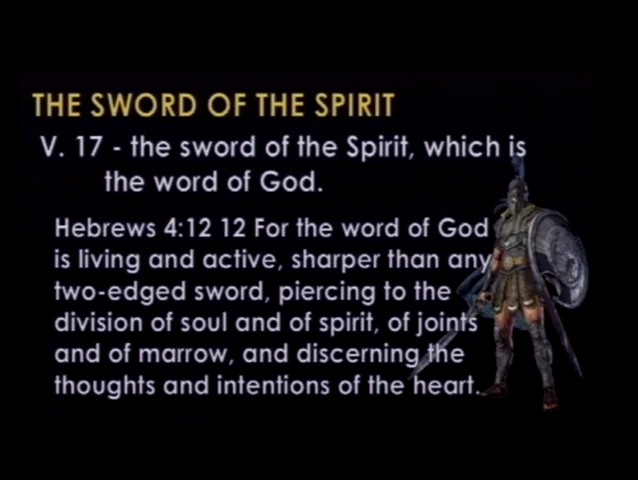 THE SWORD OF THE SPIRIT
V. 17 - the sword of the Spirit, which is
the word of God.
Hebrews 4:12 12 For the word of God
is living and active, sharper than any
two-edged sword, piercing to the
division of soul and of spirit, of joints
and of marrow, and discerning the
thoughts and intentions of the heart.